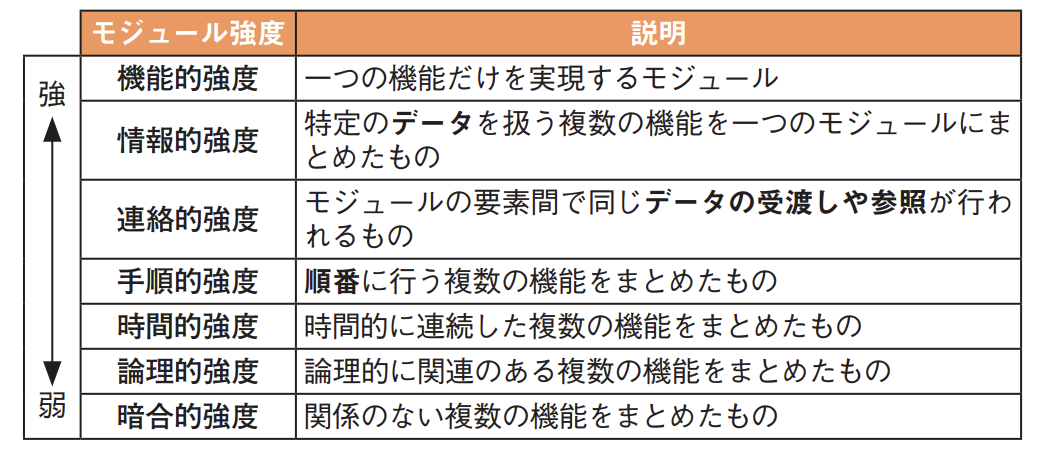 モジュール強度 説明
強
機能的強度 一つの機能だけを実現するモジュール
情報的強度 特定のデータを扱う複数の機能を一つのモジュールにま
とめたもの
連絡的強度 モジュールの要素間で同じデータの受渡しや参照が行わ
れるもの
手順的強度 順番に行う複数の機能をまとめたもの
時間的強度 時間的に連続した複数の機能をまとめたもの
論理的強度 論理的に関連のある複数の機能をまとめたもの
弱
暗合的強度 関係のない複数の機能をまとめたもの